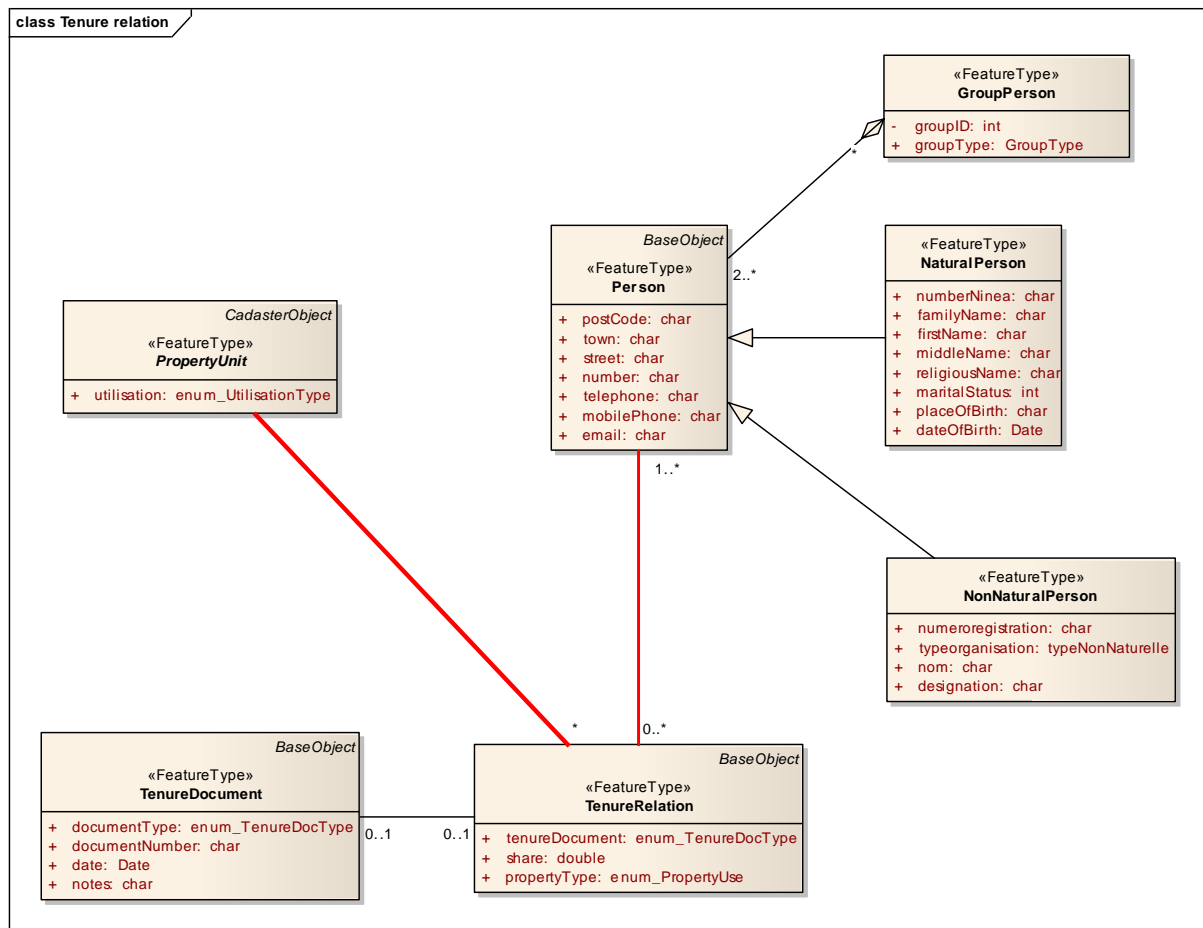 class Tenure relation
«FeatureType»
GroupPerson
- groupID: int
+ groupType: GroupType
*
2..*
BaseObject
«FeatureType»
Person
+ postCode: char
+ town: char
+ street: char
+ number: char
+ telephone: char
+ mobilePhone: char
+ email: char
1..*
«FeatureType»
NaturalPerson
+ numberNinea: char
+ familyName: char
+ firstName: char
+ middleName: char
+ religiousName: char
+ maritalStatus: int
+ placeOfBirth: char
+ dateOfBirth: Date
CadasterObject
«FeatureType»
PropertyUnit
+ utilisation: enum_UtilisationType
«FeatureType»
NonNaturalPerson
+ numeroregistration: char
+ typeorganisation: typeNonNaturelle
+ nom: char
+ designation: char
*
0..*
BaseObject
«FeatureType»
TenureDocument
+ documentType: enum_TenureDocType
+ documentNumber: char
+ date: Date
+ notes: char
0..1
0..1
BaseObject
«FeatureType»
TenureRelation
+ tenureDocument: enum_TenureDocType
+ share: double
+ propertyType: enum_PropertyUse